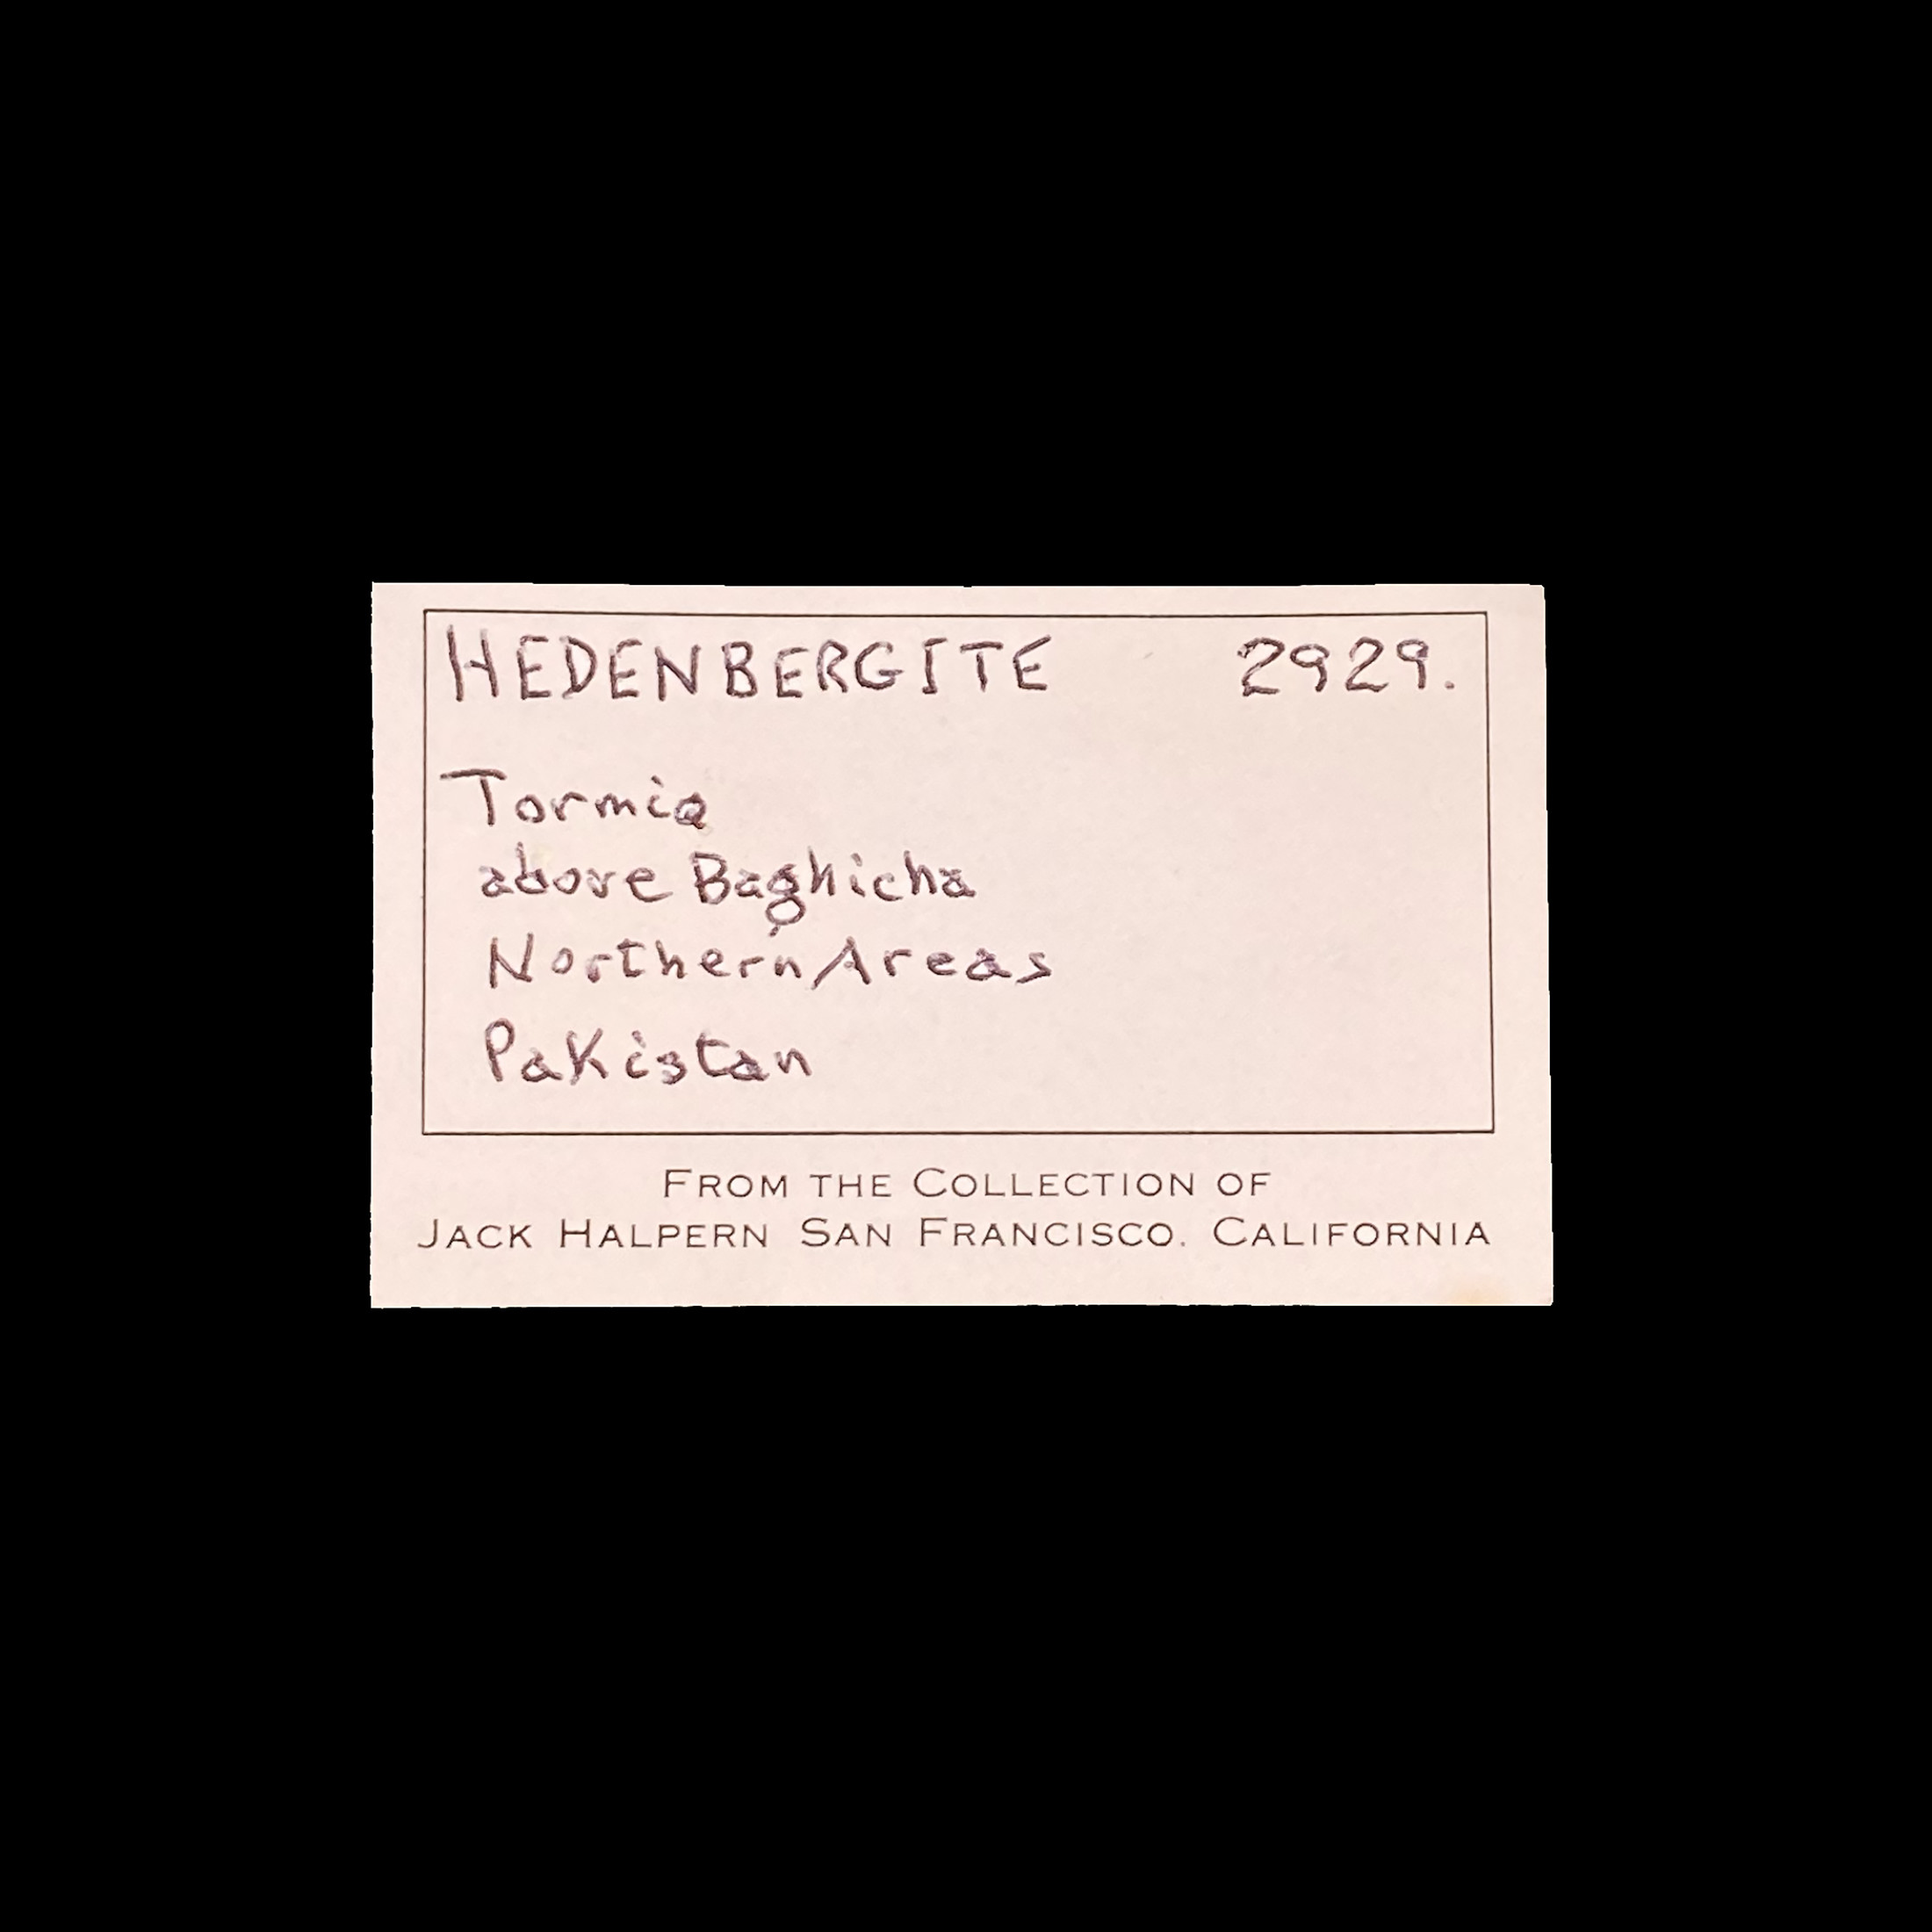 HEDENBERGITE 2929.
Tormiq
above Baghicha
Northern Areas
Pakistan
FROM THE COLLECTION OF
JACK HALPERN SAN FRANCISCO, CALIFORNIA